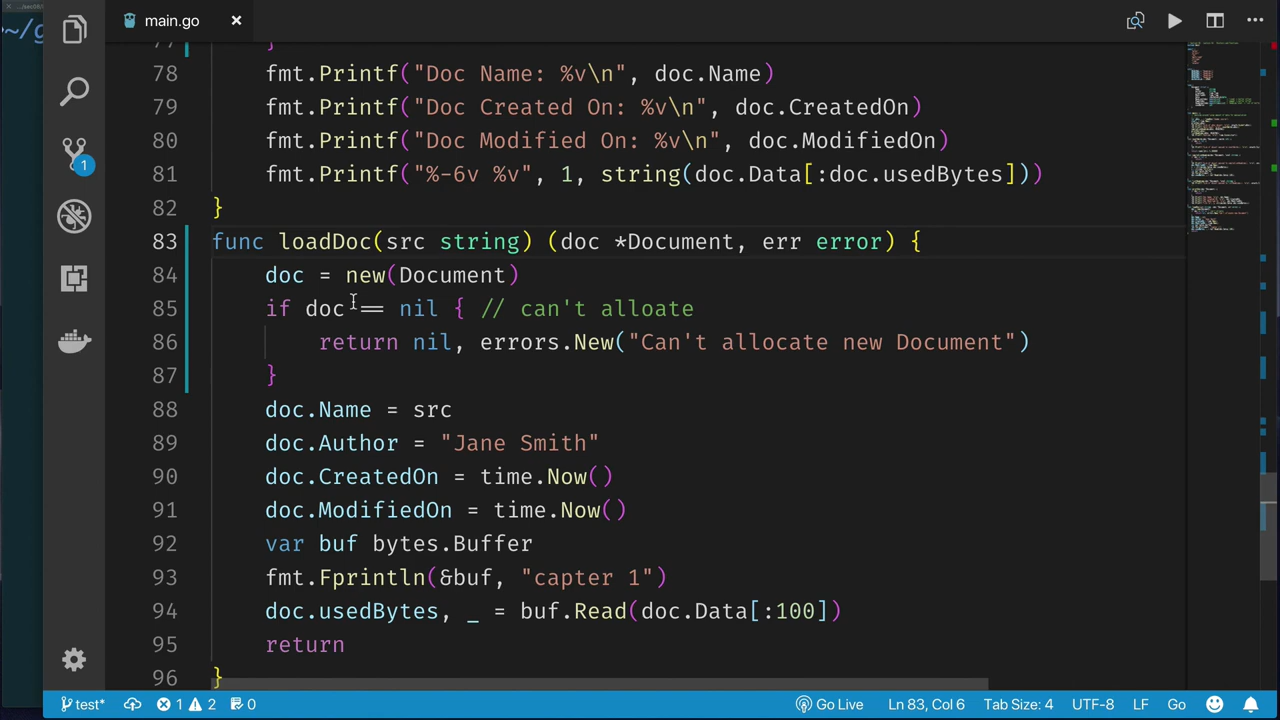 main.go
77 }
78 fmt.Printf("Doc Name: %v\n", doc.Name)
79 fmt.Printf("Doc Created On: %v\n", doc.CreatedOn)
80 fmt.Printf("Doc Modified On: %v\n", doc.ModifiedOn)
81 fmt.Printf("%-6v %v", 1, string(doc.Data[:doc.usedBytes]))
82 }
83 func loadDoc(src string) (doc *Document, err error) {
84 doc = new(Document)
85 if doc == nil { // can't alloate
86 return nil, errors.New("Can't allocate new Document")
87 }
88 doc.Name = src
89 doc.Author = "Jane Smith"
90 doc.CreatedOn = time.Now()
91 doc.ModifiedOn = time.Now()
92 var buf bytes.Buffer
93 fmt.Fprintln(&buf, "capter 1")
94 doc.usedBytes, _ = buf.Read(doc.Data[:100])
95 return
96 }
1
~/g
test* 1 2 0 Go Live Ln 83, Col 6 Tab Size: 4 UTF-8 LF Go